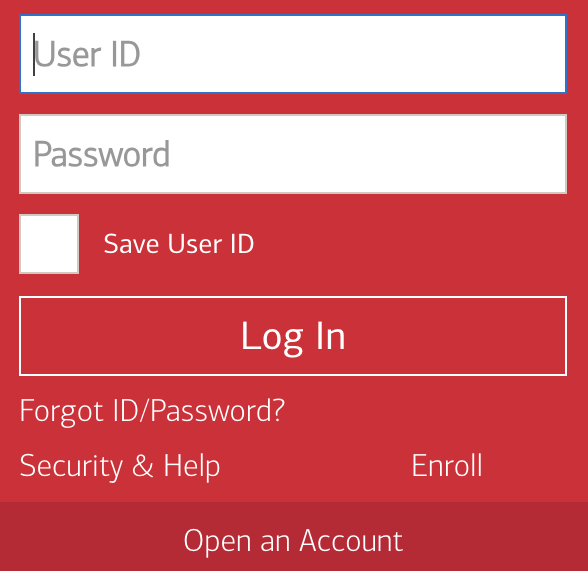 User ID
Password
Save User ID
Log In
Forgot ID/Password?
Security & Help Enroll
Open an Account